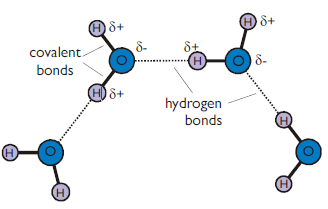 H δ+
H δ+
covalent
bonds
δ-
O
δ+
H
O
δ-
H δ+
hydrogen
bonds
H
H
O
O
H
H